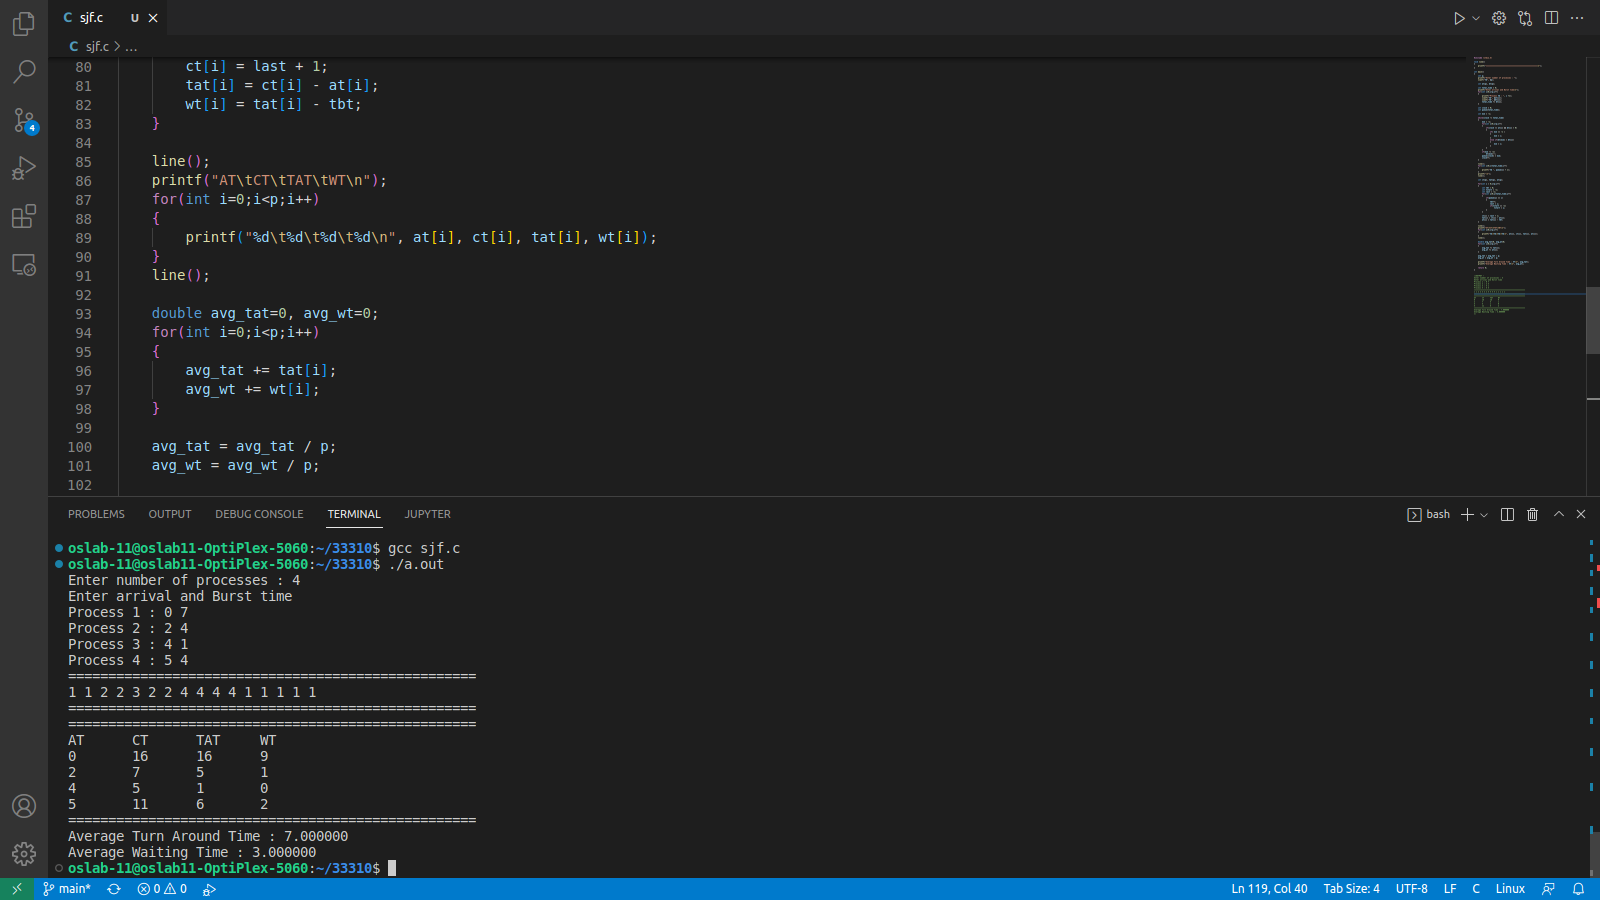 sjf.c U
sjf.c > ...
80 ct[i] = last + 1;
81 tat[i] = ct[i] - at[i];
82 wt[i] = tat[i] - tbt;
83 }
84
85 line();
86 printf("AT\tCT\tTAT\tWT\n");
87 for(int i=0;i<p;i++)
88 {
89 printf("%d\t%d\t%d\t%d\n", at[i], ct[i], tat[i], wt[i]);
90 }
91 line();
92
93 double avg_tat=0, avg_wt=0;
94 for(int i=0;i<p;i++)
95 {
96 avg_tat += tat[i];
97 avg_wt += wt[i];
98 }
99
100 avg_tat = avg_tat / p;
101 avg_wt = avg_wt / p;
102
4
PROBLEMS OUTPUT DEBUG CONSOLE TERMINAL JUPYTER bash
oslab-11@oslab11-OptiPlex-5060:~/33310$ gcc sjf.c
oslab-11@oslab11-OptiPlex-5060:~/33310$ ./a.out
Enter number of processes : 4
Enter arrival and Burst time
Process 1 : 0 7
Process 2 : 2 4
Process 3 : 4 1
Process 4 : 5 4
===================================================
1 1 2 2 3 2 2 4 4 4 4 1 1 1 1 1
===================================================
===================================================
AT CT TAT WT
0 16 16 9
2 7 5 1
4 5 1 0
5 11 6 2
===================================================
Average Turn Around Time : 7.000000
Average Waiting Time : 3.000000
oslab-11@oslab11-OptiPlex-5060:~/33310$
main* 0 0 Ln 119, Col 40 Tab Size: 4 UTF-8 LF C Linux